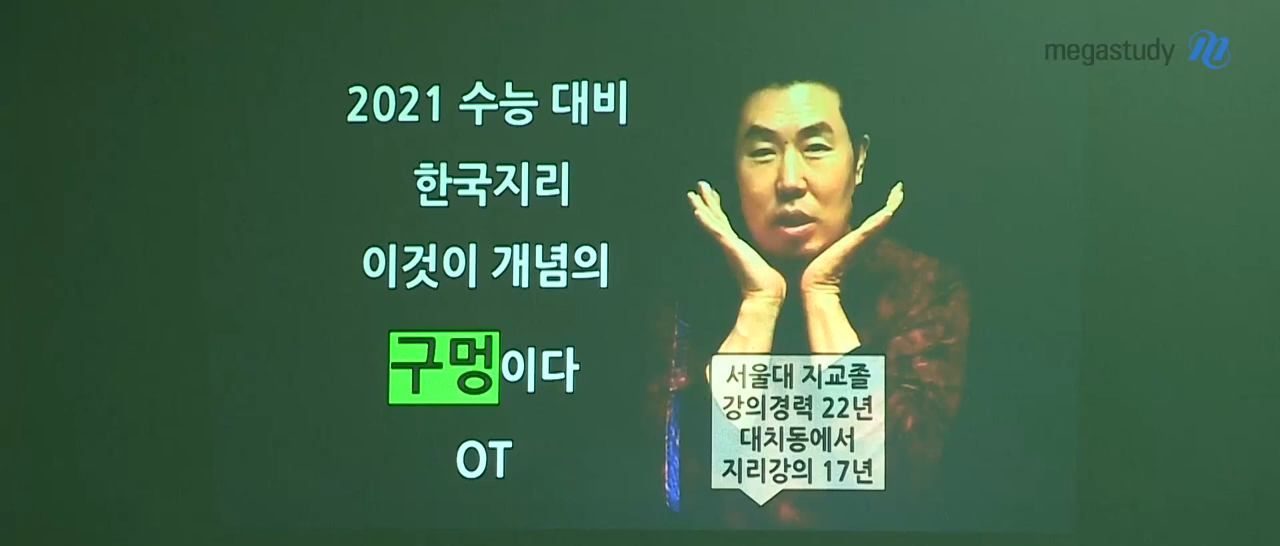 megastudy
2021 수능 대비
한국지리
이것이 개념의
구멍이다
OT
서울대 지교졸
강의경력 22년
대치동에서
지리강의 17년